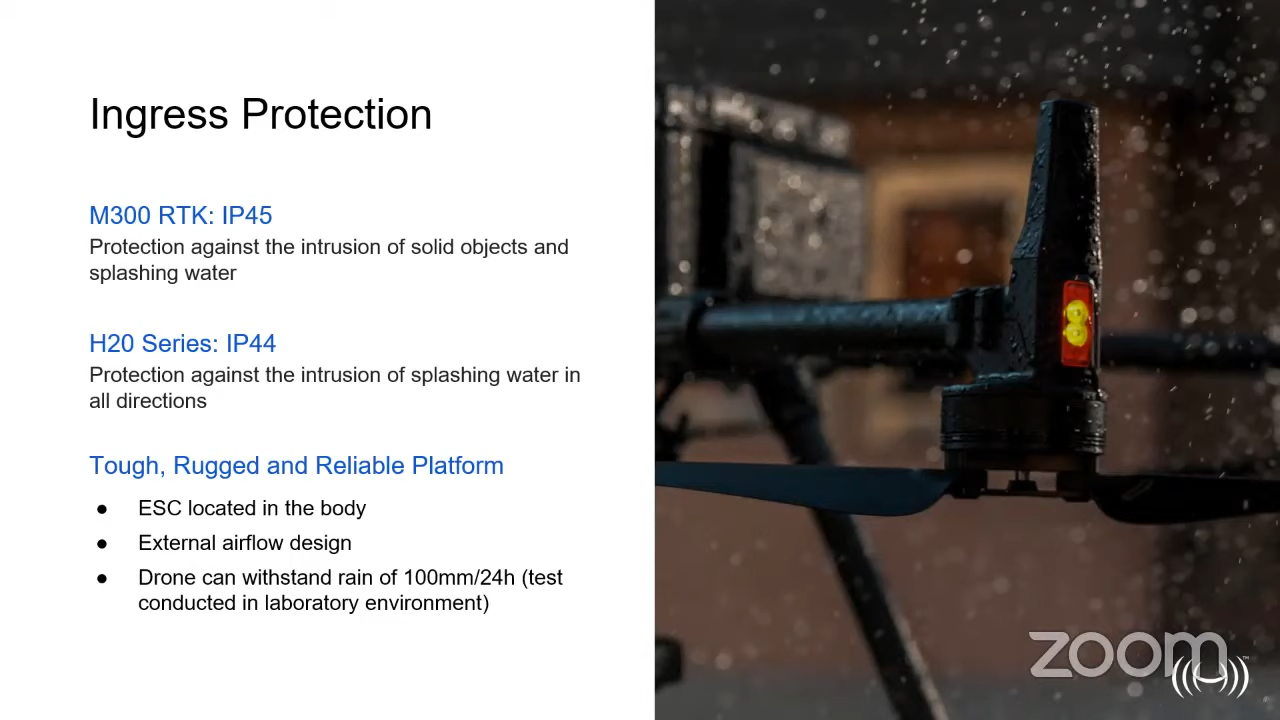 Ingress Protection
M300 RTK: IP45
Protection against the intrusion of solid objects and
splashing water
H20 Series: IP44
Protection against the intrusion of splashing water in
all directions
Tough, Rugged and Reliable Platform
● ESC located in the body
● External airflow design
● Drone can withstand rain of 100mm/24h (test
conducted in laboratory environment)
zoom